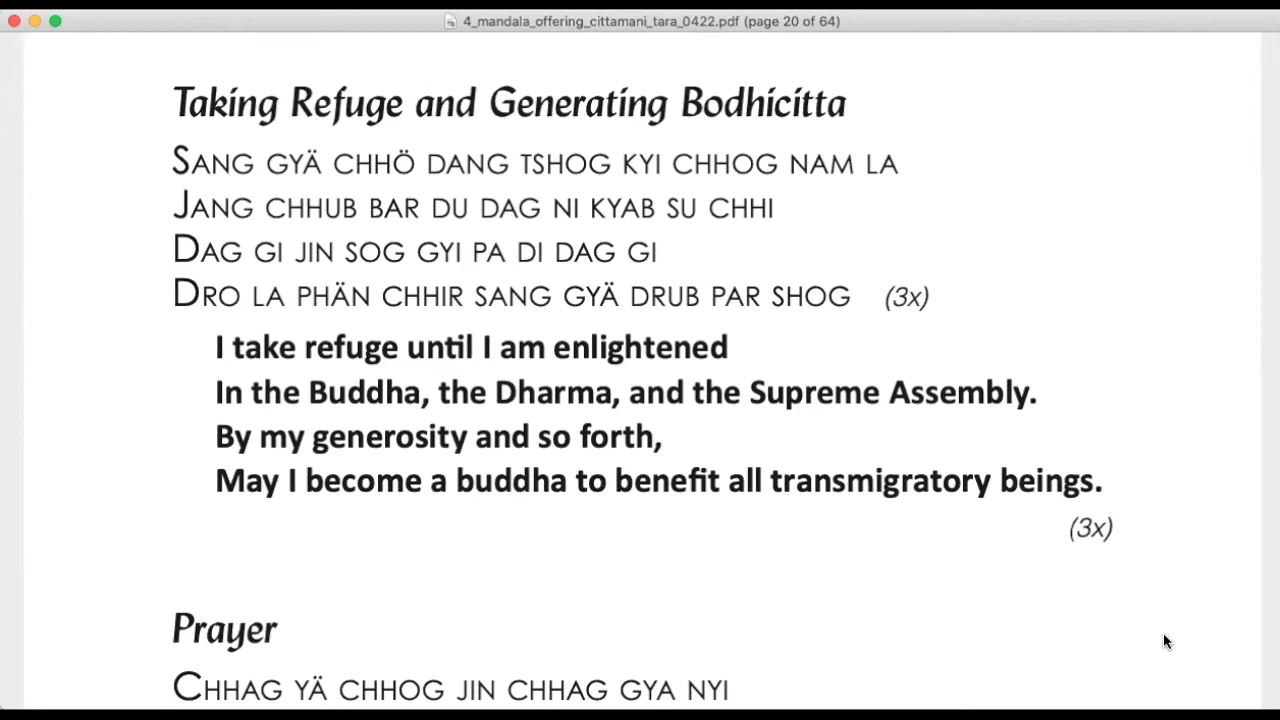 4_mandala_offering_cittamani_tara_0422.pdf (page 20 of 64)
Taking Refuge and Generating Bodhicitta
SANG GYÄ CHHÖ DANG TSHOG KYI CHHOG NAM LA
JANG CHHUB BAR DU DAG NI KYAB SU CHHI
DAG GI JIN SOG GYI PA DI DAG GI
DRO LA PHÄN CHHIR SANG GYÄ DRUB PAR SHOG (3x)
I take refuge until I am enlightened
In the Buddha, the Dharma, and the Supreme Assembly.
By my generosity and so forth,
May I become a buddha to benefit all transmigratory beings.
(3x)
Prayer
CHHAG YÄ CHHOG JIN CHHAG GYA NYI